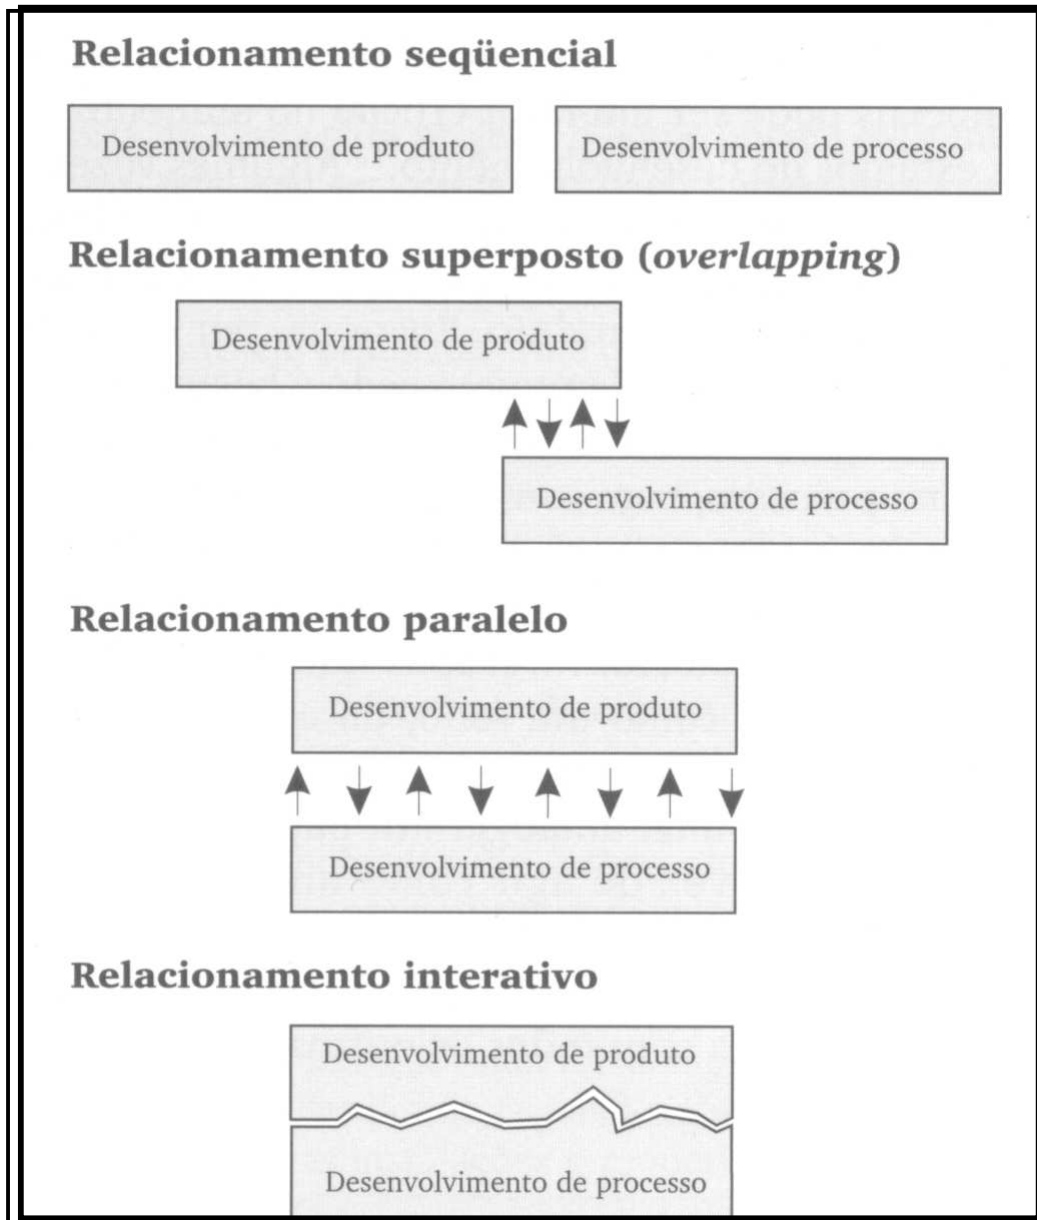 Relacionamento seqüencial
Desenvolvimento de produto
Desenvolvimento de processo
Relacionamento superposto (overlapping)
Desenvolvimento de produto
Desenvolvimento de processo
Relacionamento paralelo
Desenvolvimento de produto
Desenvolvimento de processo
Relacionamento interativo
Desenvolvimento de produto
Desenvolvimento de processo